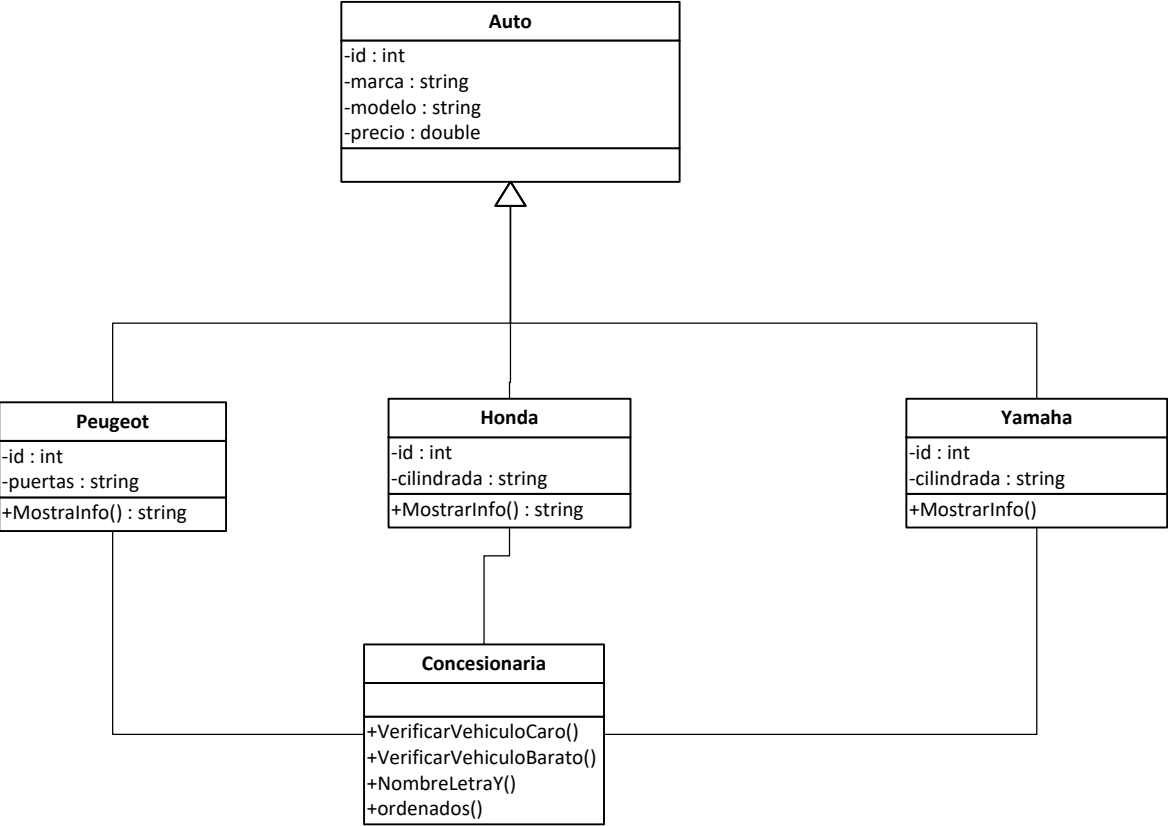 Auto
-id : int
-marca : string
-modelo : string
-precio : double
Peugeot
-id : int
-puertas : string
+MostraInfo() : string
Honda
-id : int
-cilindrada : string
+MostrarInfo() : string
Yamaha
-id : int
-cilindrada : string
+MostrarInfo()
Concesionaria
+VerificarVehiculoCaro()
+VerificarVehiculoBarato()
+NombreLetraY()
+ordenados()